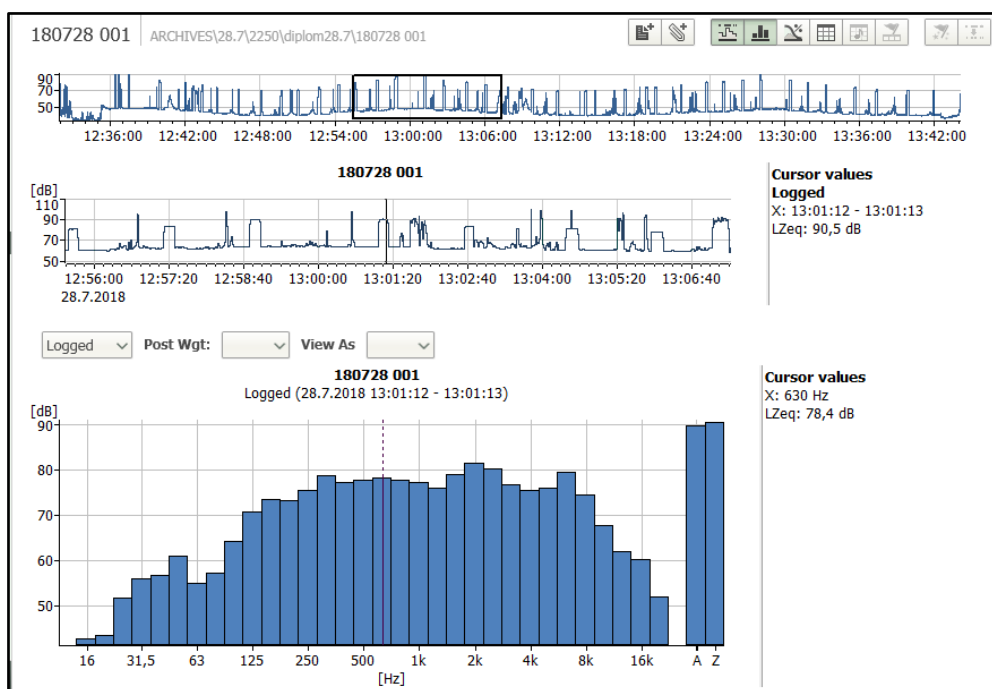 180728 001 ARCHIVES\28.7\2250\diplom28.7\180728 001
90
70
50
12:36:00 12:42:00 12:48:00 12:54:00 13:00:00 13:06:00 13:12:00 13:18:00 13:24:00 13:30:00 13:36:00 13:42:00
180728 001
[dB]
110
90
70
50
12:56:00 12:57:20 12:58:40 13:00:00 13:01:20 13:02:40 13:04:00 13:05:20 13:06:40
28.7.2018
Cursor values
Logged
X: 13:01:12 - 13:01:13
LZeq: 90,5 dB
Logged Post Wgt: View As
180728 001
Logged (28.7.2018 13:01:12 - 13:01:13)
[dB]
90
80
70
60
50
16 31,5 63 125 250 500 1k 2k 4k 8k 16k A Z
[Hz]
Cursor values
X: 630 Hz
LZeq: 78,4 dB